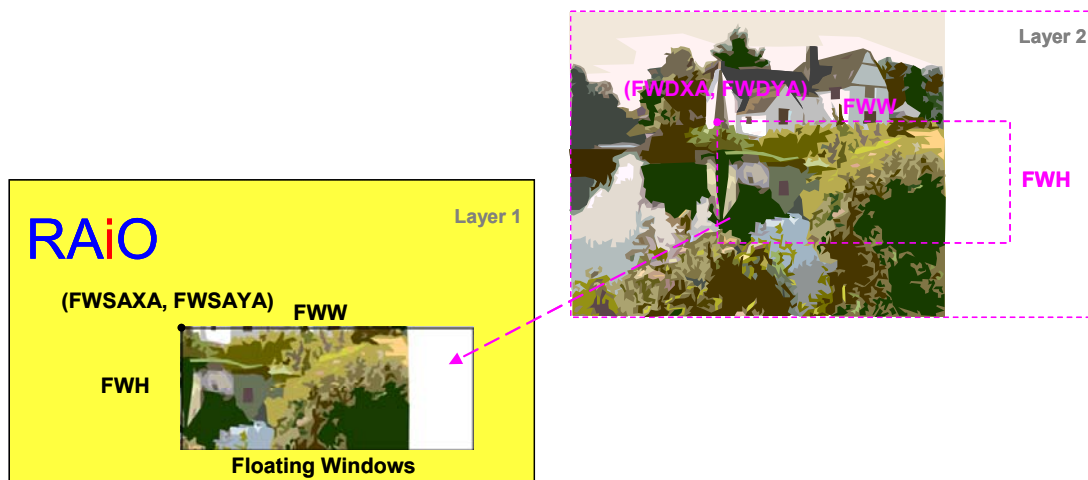 Layer 2
(FWDXA, FWDYA)
FWW
FWH
RAiO
Layer 1
(FWSAXA, FWSAYA)
FWW
FWH
Floating Windows